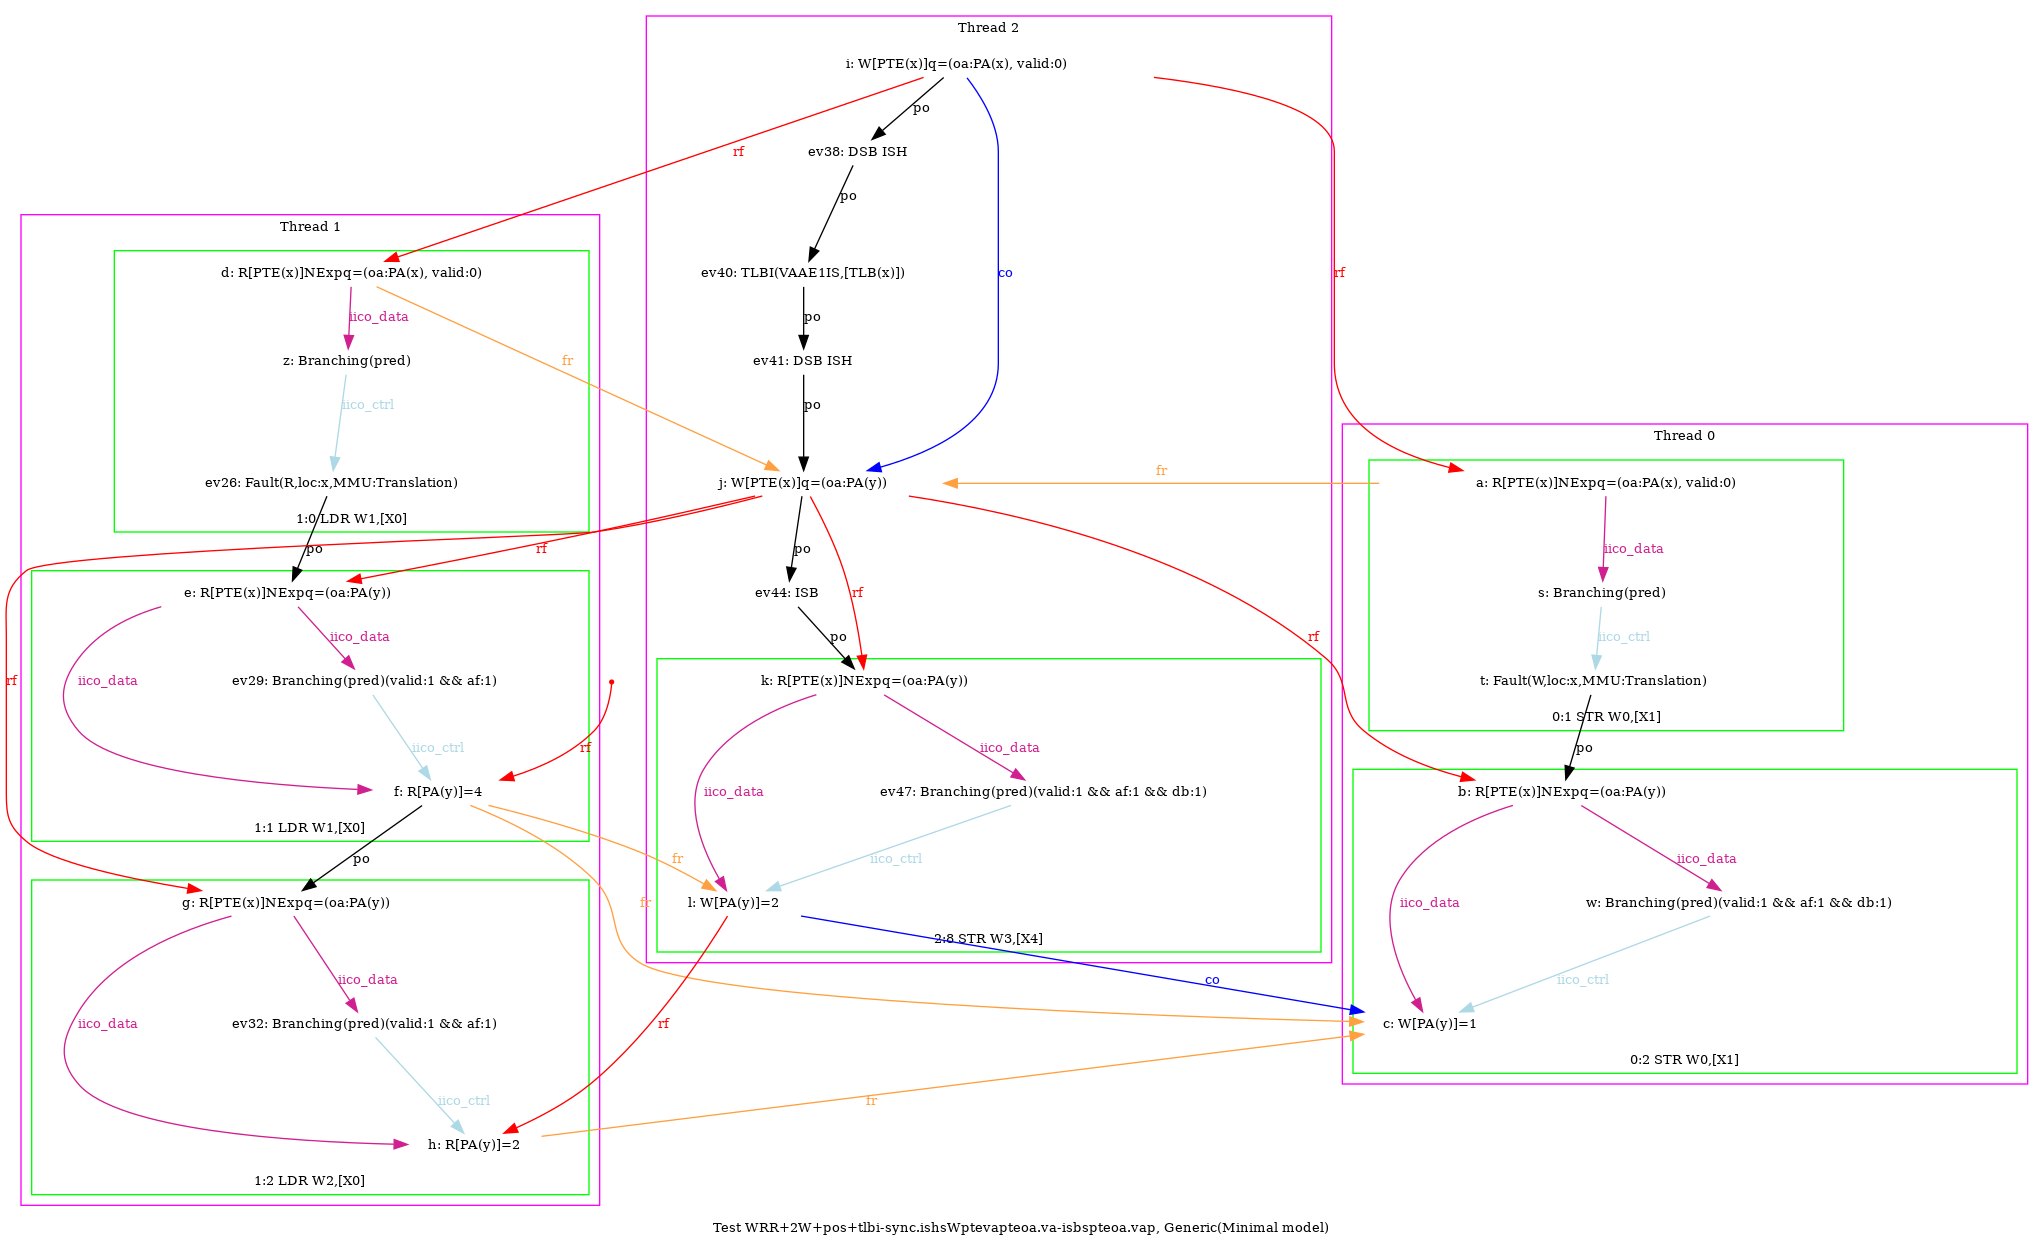 Thread 2
i: W[PTE(x)]q=(oa:PA(x), valid:0)
po
rf
ev38: DSB ISH
po
Thread 1
Thread 2
d: R[PTE(x)]NExpq=(oa:PA(x), valid:0)
ev40: TLBI(VAAE1IS,[TLB(x)])
co
rf
iico_data
po
z: Branching(pred)
fr
ev41: DSB ISH
iico_ctrl
po
Thread 0
fr
ev26: Fault(R,loc:x,MMU:Translation)
j: W[PTE(x)]q=(oa:PA(y))
a: R[PTE(x)]NExpq=(oa:PA(x), valid:0)
1:0 LDR W1,[X0]
po
rf
po
iico_data
e: R[PTE(x)]NExpq=(oa:PA(y))
ev44: ISB
rf
s: Branching(pred)
iico_data
po
rf
iico_ctrl
rf
iico_data
ev29: Branching(pred)(valid:1 && af:1)
k: R[PTE(x)]NExpq=(oa:PA(y))
t: Fault(W,loc:x,MMU:Translation)
0:1 STR W0,[X1]
iico_ctrl
rf
iico_data
po
f: R[PA(y)]=4
iico_data
ev47: Branching(pred)(valid:1 && af:1 && db:1)
b: R[PTE(x)]NExpq=(oa:PA(y))
1:1 LDR W1,[X0]
po
fr
iico_ctrl
iico_data
g: R[PTE(x)]NExpq=(oa:PA(y))
fr
l: W[PA(y)]=2
iico_data
w: Branching(pred)(valid:1 && af:1 && db:1)
2:8 STR W3,[X4]
iico_data
co
iico_ctrl
iico_data
ev32: Branching(pred)(valid:1 && af:1)
rf
c: W[PA(y)]=1
0:2 STR W0,[X1]
iico_ctrl
fr
h: R[PA(y)]=2
1:2 LDR W2,[X0]
Test WRR+2W+pos+tlbi-sync.ishsWptevapteoa.va-isbspteoa.vap, Generic(Minimal model)